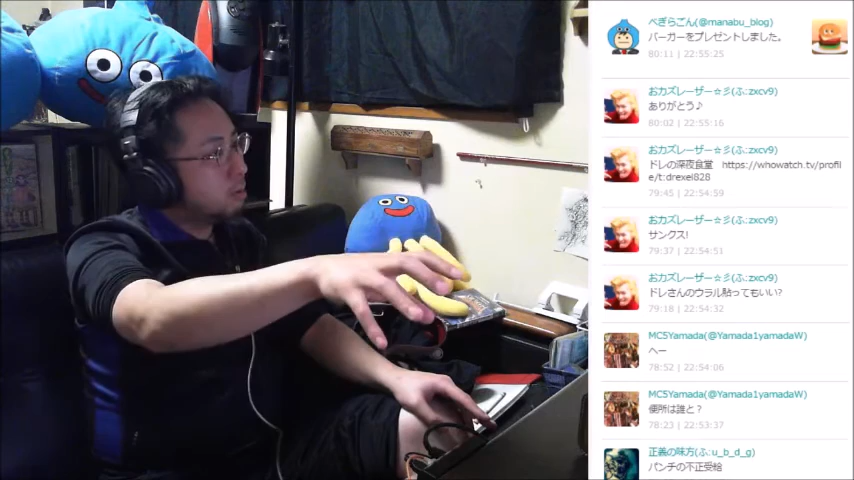 べぎらごん(@manabu_blog)
バーガーをプレゼントしました。
80:11 | 22:55:25
おカズレーザー☆彡(ふ:zxcv9)
ありがとう♪
80:02 | 22:55:16
おカズレーザー☆彡(ふ:zxcv9)
ドレの深夜食堂 https://whowatch.tv/profil
e/t:drexel828
79:45 | 22:54:59
おカズレーザー☆彡(ふ:zxcv9)
サンクス!
79:37 | 22:54:51
おカズレーザー☆彡(ふ:zxcv9)
ドレさんのウラル貼ってもいい?
79:18 | 22:54:32
MC5Yamada(@Yamada1yamadaW)
へー
78:52 | 22:54:06
MC5Yamada(@Yamada1yamadaW)
便所は誰と?
78:23 | 22:53:37
正義の味方(ふ:u_b_d_g)
パンチの不正受給